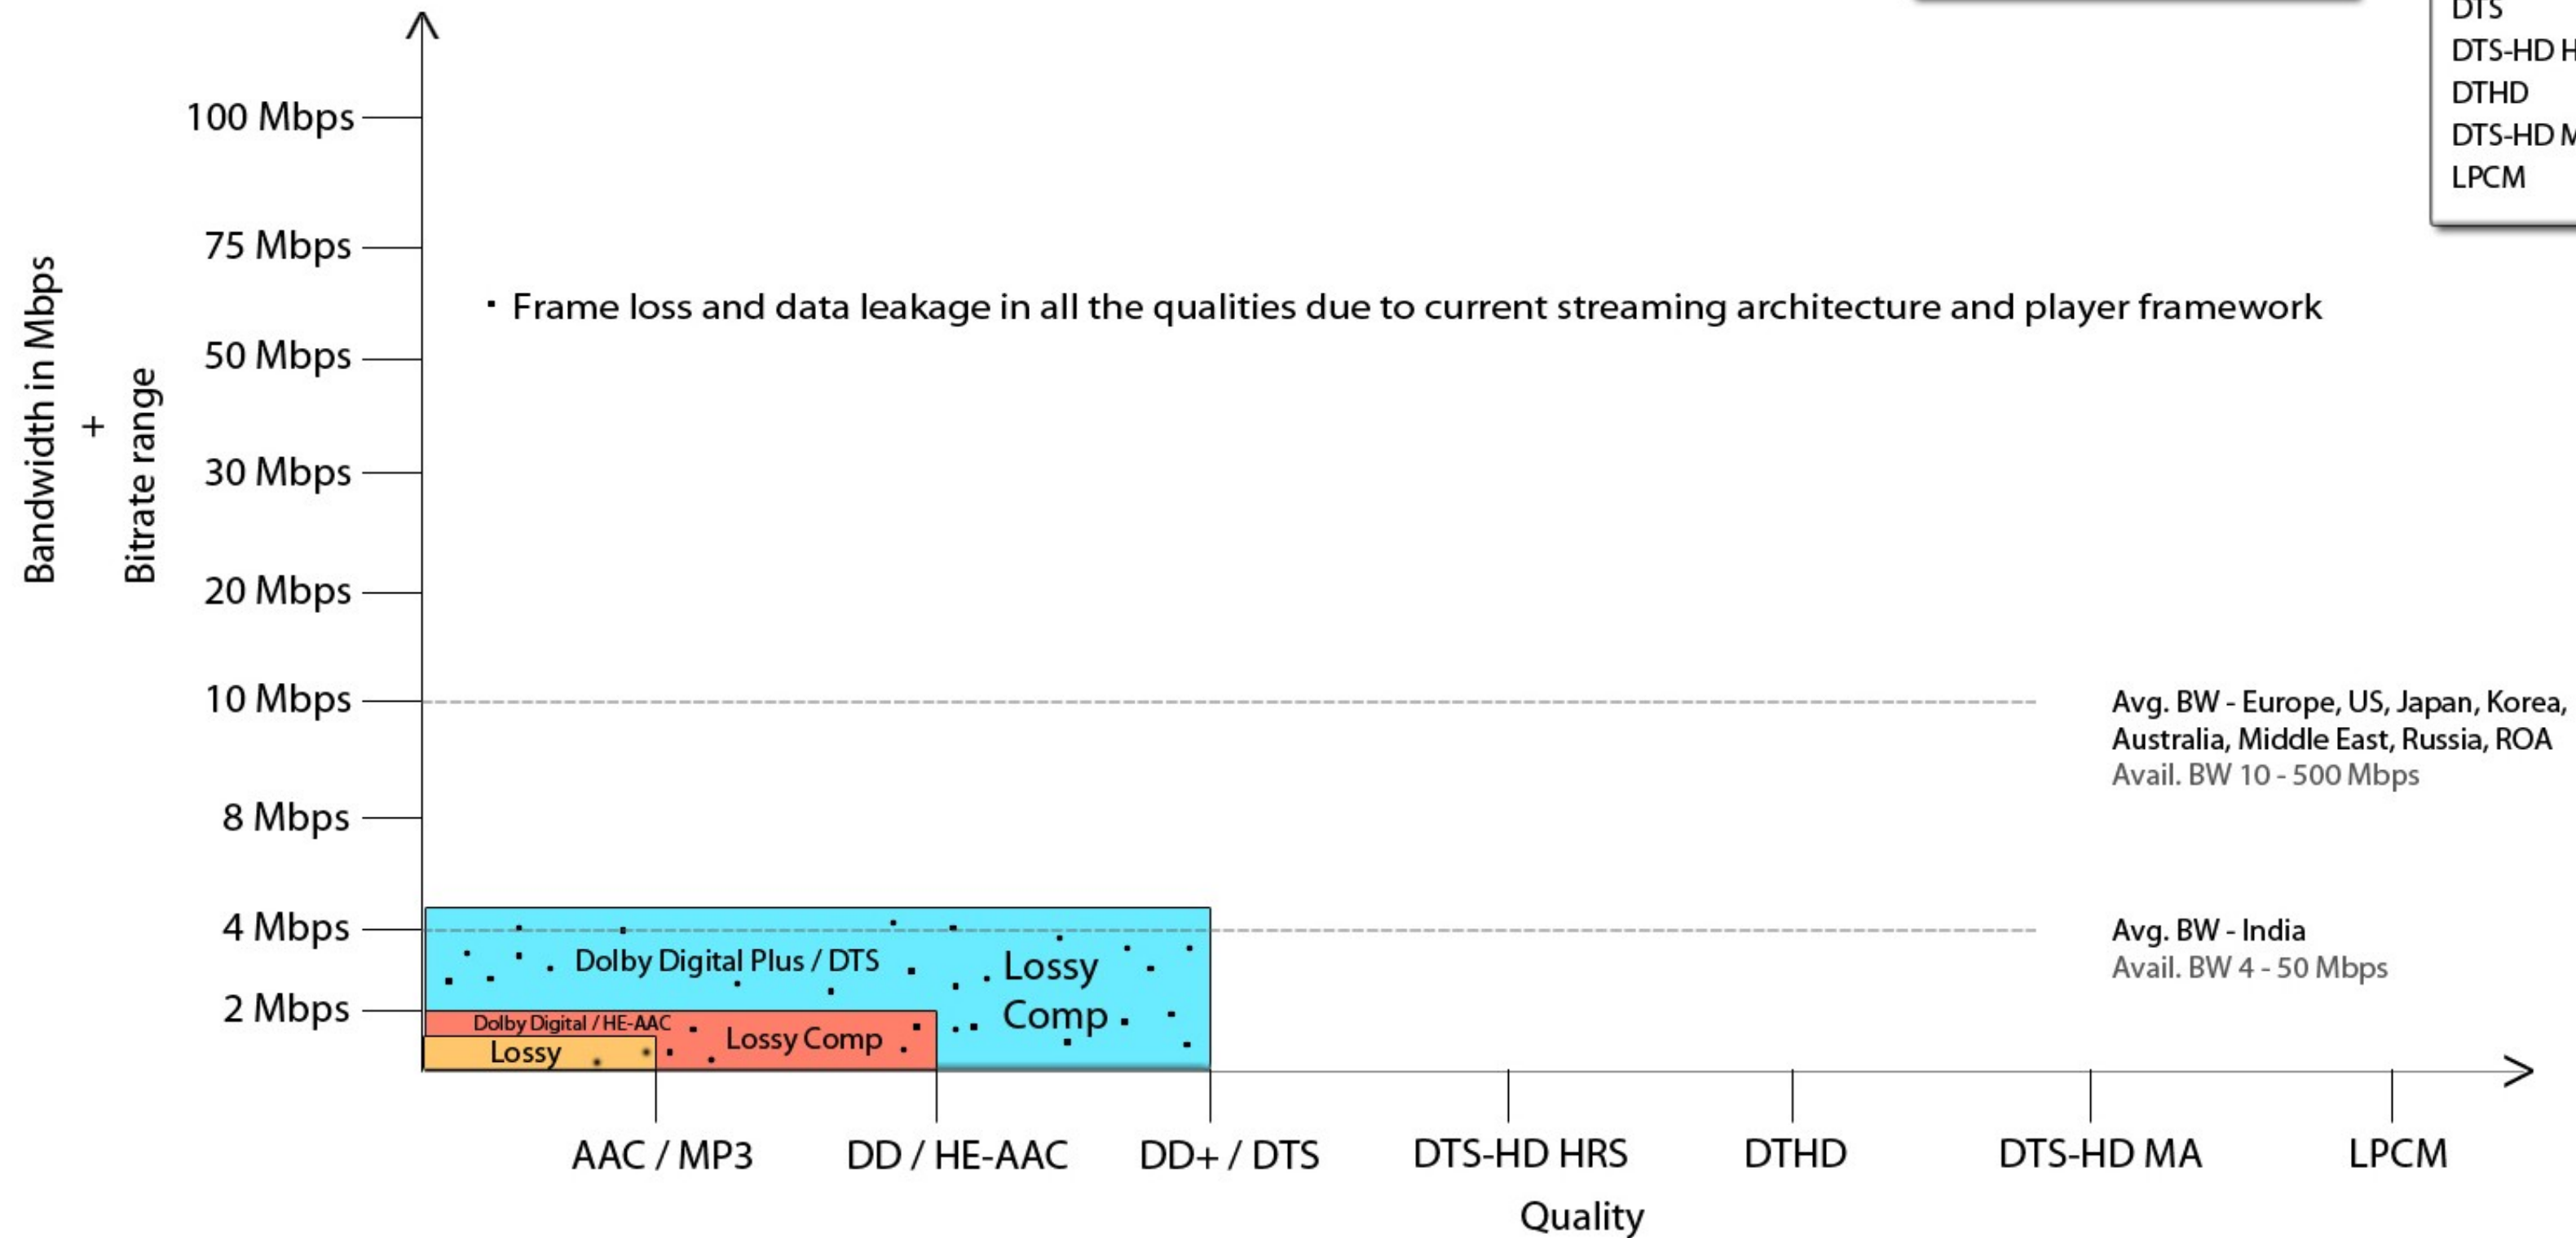 DTS
DTS-HD H
DTHD
DTS-HD M
LPCM
Bandwidth in Mbps
+
Bitrate range
100 Mbps
75 Mbps
50 Mbps
30 Mbps
20 Mbps
10 Mbps
8 Mbps
4 Mbps
2 Mbps
▪ Frame loss and data leakage in all the qualities due to current streaming architecture and player framework
Avg. BW - Europe, US, Japan, Korea,
Australia, Middle East, Russia, ROA
Avail. BW 10 - 500 Mbps
Avg. BW - India
Avail. BW 4 - 50 Mbps
Dolby Digital Plus / DTS
Lossy
Comp
Dolby Digital / HE-AAC
Lossy Comp
Lossy
AAC / MP3
DD / HE-AAC
DD+ / DTS
DTS-HD HRS
DTHD
DTS-HD MA
LPCM
Quality